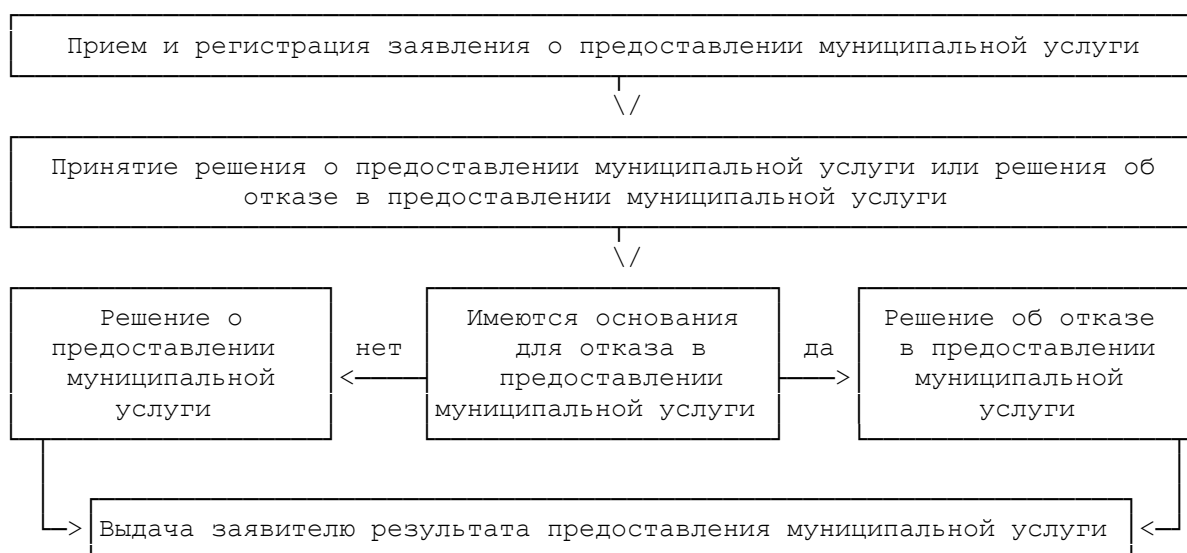 Прием и регистрация заявления о предоставлении муниципальной услуги
\/
Принятие решения о предоставлении муниципальной услуги или решения об
отказе в предоставлении муниципальной услуги
\/
Решение о
предоставлении
муниципальной
услуги
нет
<
Имеются основания
для отказа в
предоставлении
муниципальной услуги
да
>
Решение об отказе
в предоставлении
муниципальной
услуги
> Выдача заявителю результата предоставления муниципальной услуги <